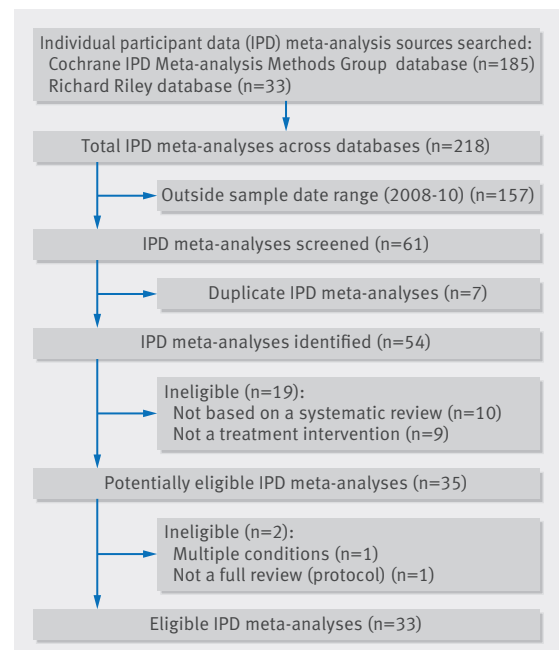 Individual participant data (IPD) meta-analysis sources searched:
Cochrane IPD Meta-analysis Methods Group database (n=185)
Richard Riley database (n=33)
Total IPD meta-analyses across databases (n=218)
Outside sample date range (2008-10) (n=157)
IPD meta-analyses screened (n=61)
Duplicate IPD meta-analyses (n=7)
IPD meta-analyses identified (n=54)
Ineligible (n=19):
Not based on a systematic review (n=10)
Not a treatment intervention (n=9)
Potentially eligible IPD meta-analyses (n=35)
Ineligible (n=2):
Multiple conditions (n=1)
Not a full review (protocol) (n=1)
Eligible IPD meta-analyses (n=33)